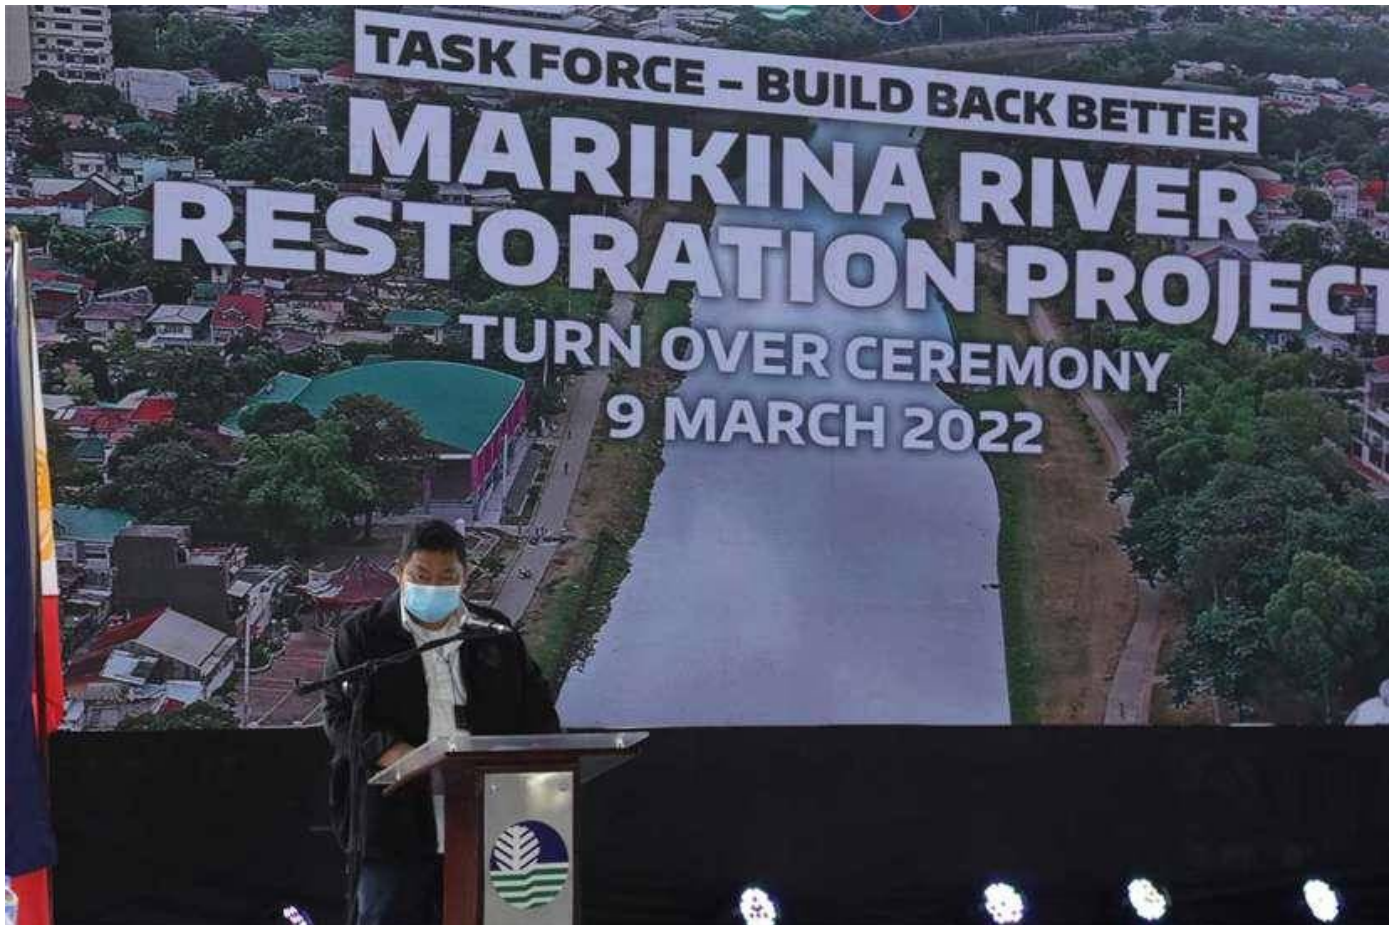 TASK FORCE – BUILD BACK BETTER
MARIKINA RIVER
RESTORATION PROJECT
TURN OVER CEREMONY
9 MARCH 2022